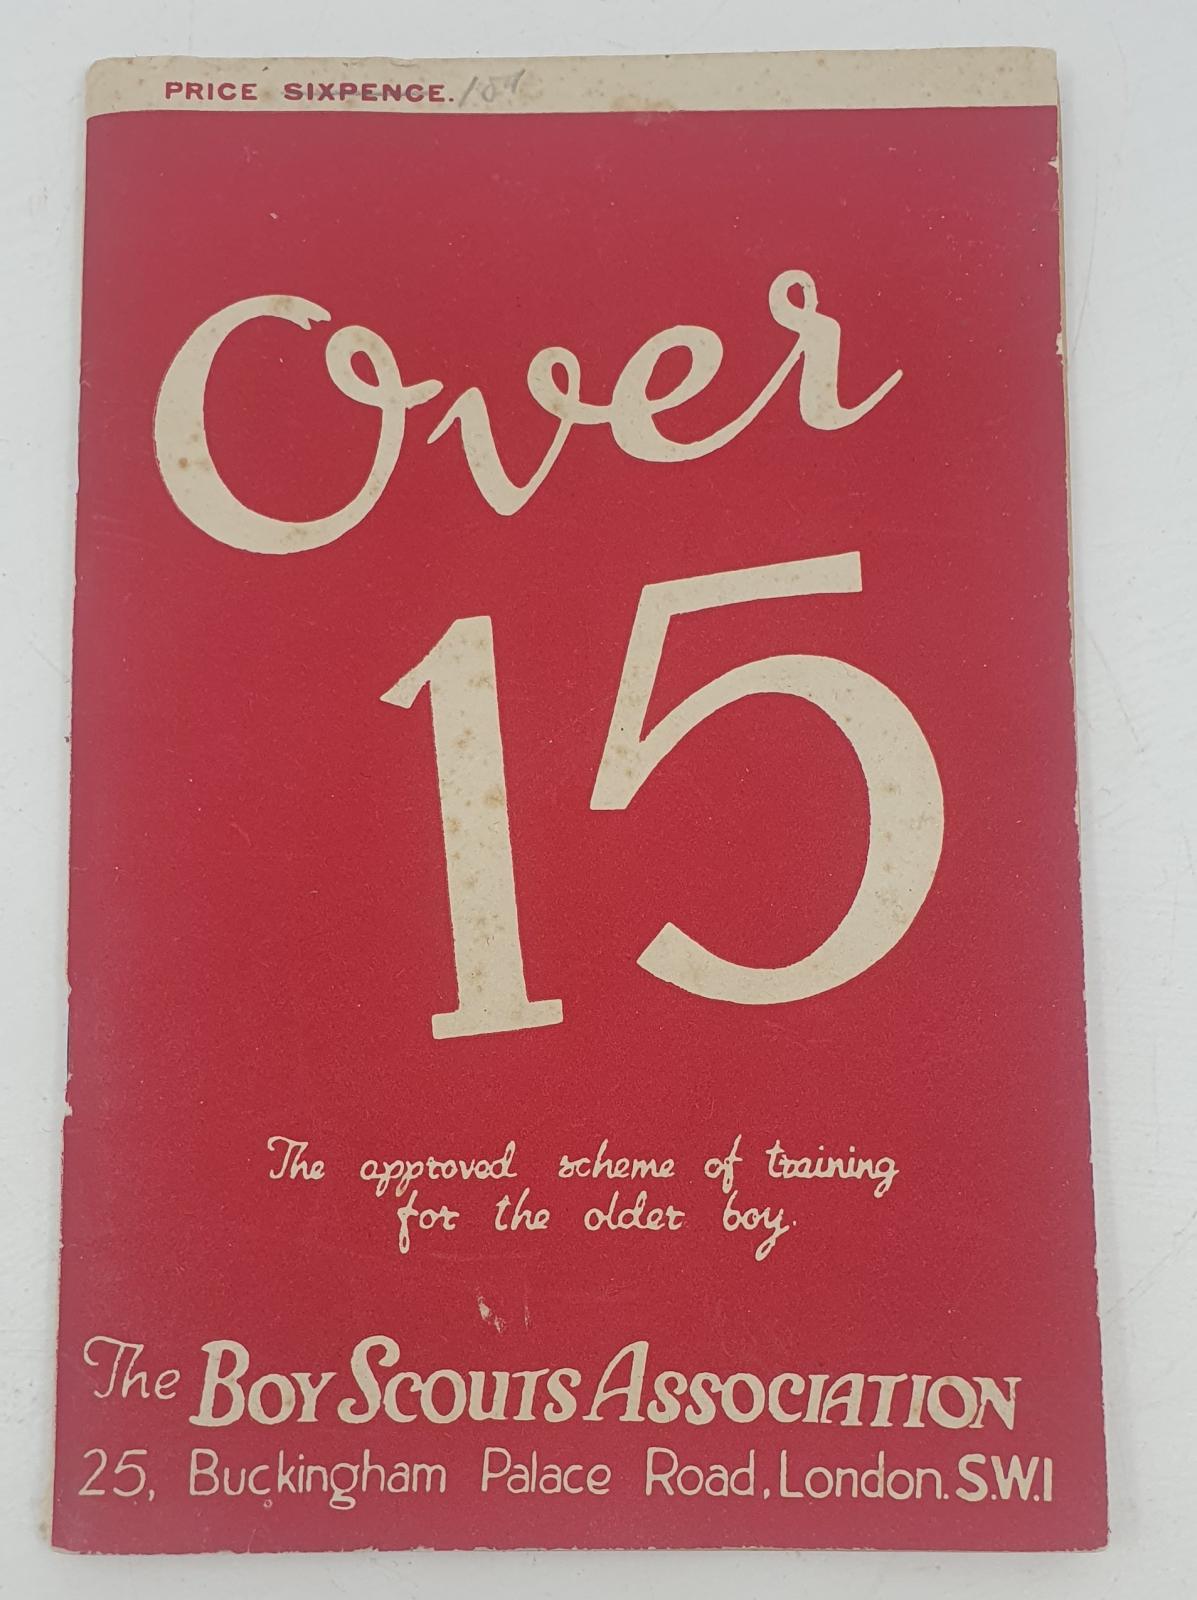 PRICE SIXPENCE.
Over
15
The approved scheme of training
for the older boy.
The BOY SCOUTS ASSOCIATION
25, Buckingham Palace Road, London. S.W.1